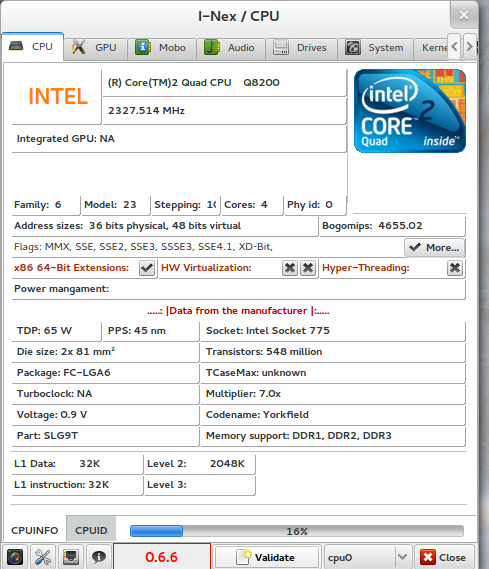 I-Nex / CPU
CPU GPU Mobo Audio Drives System Kerne
INTEL
(R) Core(TM)2 Quad CPU Q8200
2327.514 MHz
Integrated GPU: NA
intel 2
CORE™
Quad inside™
Family: 6 Model: 23 Stepping: 10 Cores: 4 Phy id: 0
Address sizes: 36 bits physical, 48 bits virtual Bogomips: 4655.02
Flags: MMX, SSE, SSE2, SSE3, SSSE3, SSE4.1, XD-Bit, More...
x86 64-Bit Extensions: HW Virtualization: Hyper-Threading:
Power mangament:
.....: |Data from the manufacturer |:.....
TDP: 65 W PPS: 45 nm Socket: Intel Socket 775
Die size: 2x 81 mm² Transistors: 548 million
Package: FC-LGA6 TCaseMax: unknown
Turboclock: NA Multiplier: 7.0x
Voltage: 0.9 V Codename: Yorkfield
Part: SLG9T Memory support: DDR1, DDR2, DDR3
L1 Data: 32K Level 2: 2048K
L1 instruction: 32K Level 3:
CPUINFO CPUID 16%
0.6.6 Validate cpu0 Close